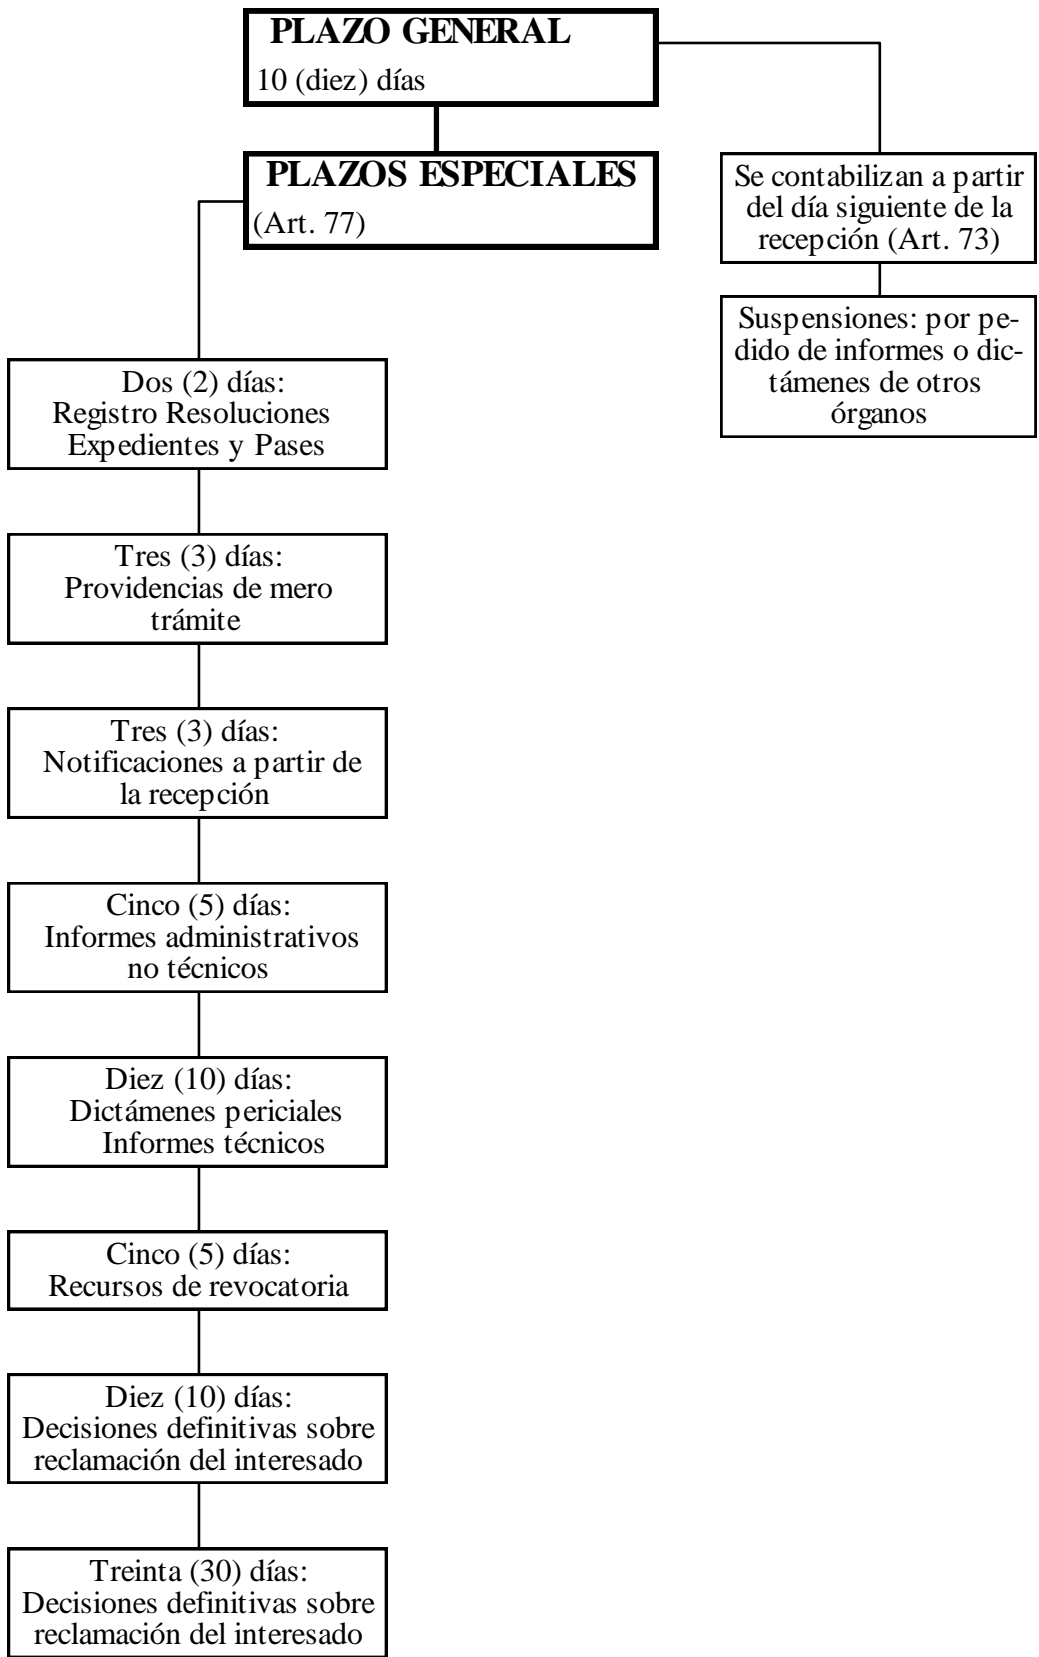 PLAZO GENERAL
10 (diez) días
PLAZOS ESPECIALES
(Art. 77)
Se contabilizan a partir
del día siguiente de la
recepción (Art. 73)
Suspensiones: por pe-
dido de informes o dic-
támenes de otros
órganos
Dos (2) días:
Registro Resoluciones
Expedientes y Pases
Tres (3) días:
Providencias de mero
trámite
Tres (3) días:
Notificaciones a partir de
la recepción
Cinco (5) días:
Informes administrativos
no técnicos
Diez (10) días:
Dictámenes periciales
Informes técnicos
Cinco (5) días:
Recursos de revocatoria
Diez (10) días:
Decisiones definitivas sobre
reclamación del interesado
Treinta (30) días:
Decisiones definitivas sobre
reclamación del interesado